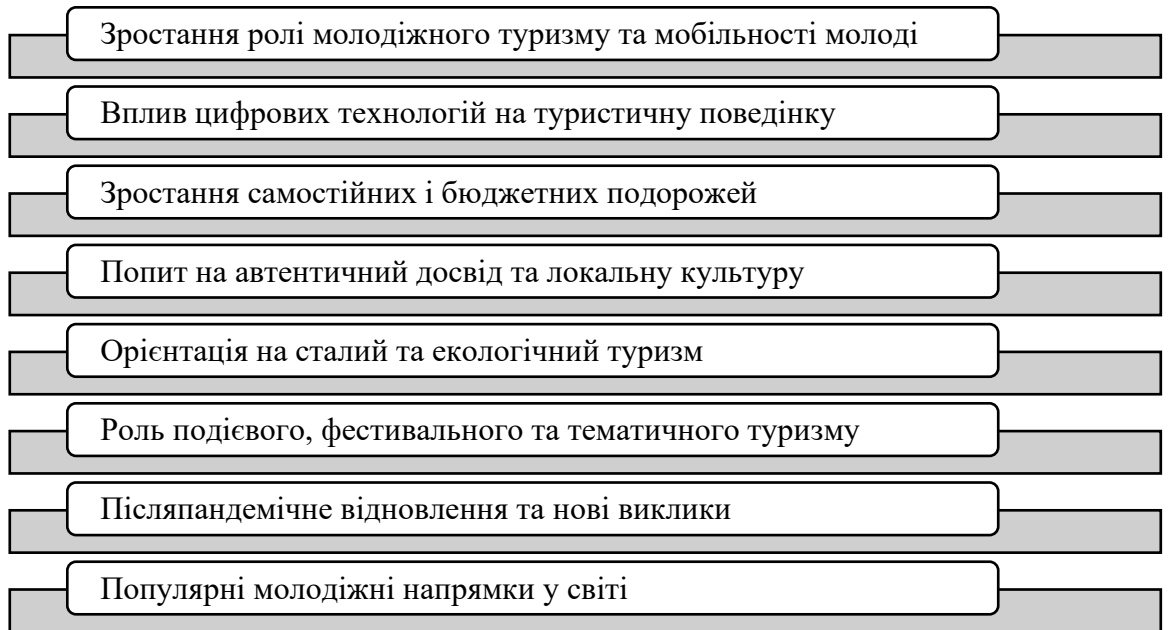 Зростання ролі молодіжного туризму та мобільності молоді
Вплив цифрових технологій на туристичну поведінку
Зростання самостійних і бюджетних подорожей
Попит на автентичний досвід та локальну культуру
Орієнтація на сталий та екологічний туризм
Роль подієвого, фестивального та тематичного туризму
Післяпандемічне відновлення та нові виклики
Популярні молодіжні напрямки у світі